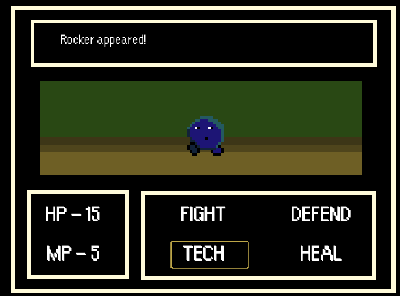 Rocker appeared!
HP – 15
MP – 5
FIGHT
DEFEND
TECH
HEAL